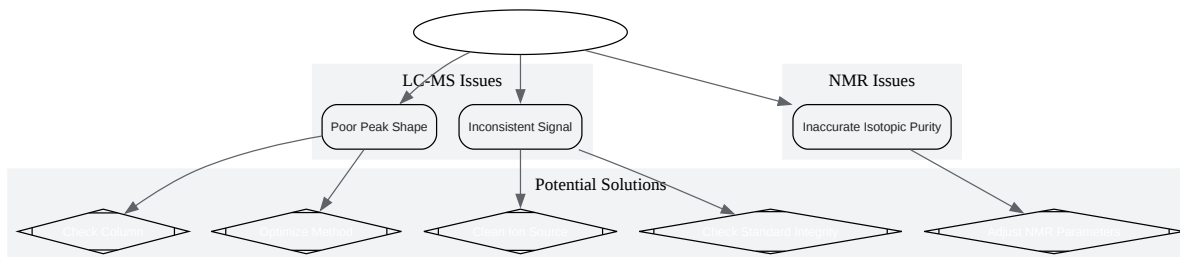 LC-MS Issues
NMR Issues
Poor Peak Shape
Inconsistent Signal
Inaccurate Isotopic Purity
Potential Solutions
Check Column
Optimize Method
Clean Ion Source
Check Standard Integrity
Adjust NMR Parameters